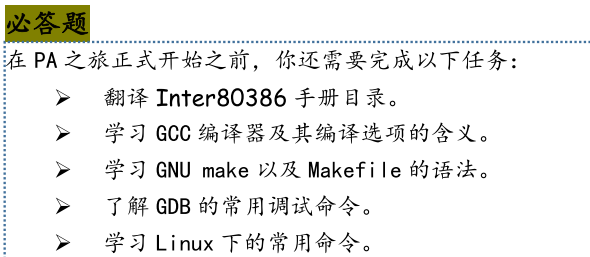 必答题
在 PA 之旅正式开始之前，你还需要完成以下任务：
➢ 翻译 Inter80386 手册目录。
➢ 学习 GCC 编译器及其编译选项的含义。
➢ 学习 GNU make 以及 Makefile 的语法。
➢ 了解 GDB 的常用调试命令。
➢ 学习 Linux 下的常用命令。